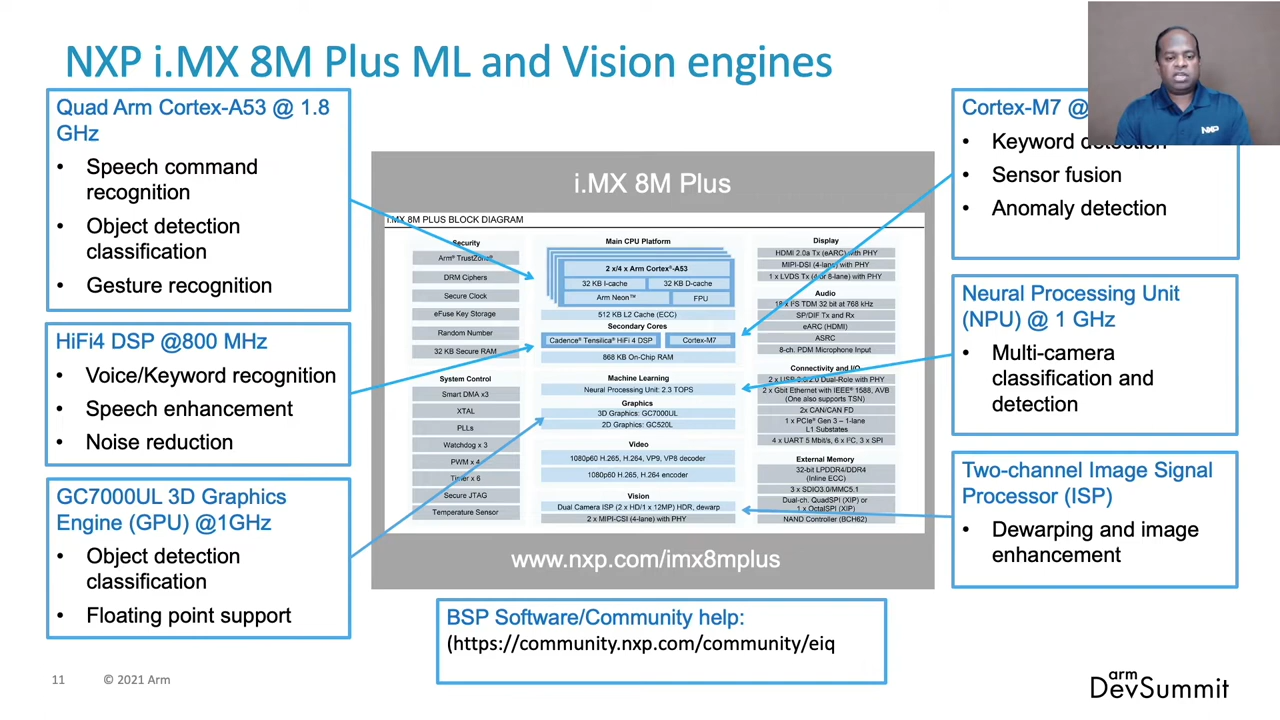 NXP i.MX 8M Plus ML and Vision engines
Quad Arm Cortex-A53 @ 1.8
GHz
• Speech command
recognition
• Object detection
classification
• Gesture recognition
HiFi4 DSP @800 MHz
• Voice/Keyword recognition
• Speech enhancement
• Noise reduction
GC7000UL 3D Graphics
Engine (GPU) @1GHz
• Object detection
classification
• Floating point support
i.MX 8M Plus
i.MX 8M PLUS BLOCK DIAGRAM
Security
Arm® TrustZone®
DRM Ciphers
Secure Clock
eFuse Key Storage
Random Number
32 KB Secure RAM
System Control
Smart DMA x3
XTAL
PLLs
Watchdog x 3
PWM x 4
Timer x 6
Secure JTAG
Temperature Sensor
Main CPU Platform
2 x/4 x Arm Cortex®-A53
32 KB I-cache
32 KB D-cache
Arm Neon™
FPU
512 KB L2 Cache (ECC)
Secondary Cores
Cadence® Tensilica® HiFi 4 DSP
Cortex-M7
868 KB On-Chip RAM
Machine Learning
Neural Processing Unit: 2.3 TOPS
Graphics
3D Graphics: GC7000UL
2D Graphics: GC520L
Video
1080p60 H.265, H.264, VP9, VP8 decoder
1080p60 H.265, H.264 encoder
Vision
Dual Camera ISP (2 x HD/1 x 12MP) HDR, dewarp
2 x MIPI-CSI (4-lane) with PHY
Display
HDMI 2.0a Tx (eARC) with PHY
MIPI-DSI (4-lane) with PHY
1 x LVDS Tx (4 or 8-lane) with PHY
Audio
18 x I²S TDM 32 bit at 768 kHz
SP/DIF Tx and Rx
eARC (HDMI)
ASRC
8-ch. PDM Microphone Input
Connectivity and I/O
2 x USB 3.0/2.0 Dual-Role with PHY
2 x Gbit Ethernet with IEEE® 1588, AVB
(One also supports TSN)
2x CAN/CAN FD
1 x PCIe® Gen 3 – 1-lane
L1 Substates
4 x UART 5 Mbit/s, 6 x I²C, 3 x SPI
External Memory
32-bit LPDDR4/DDR4
(Inline ECC)
3 x SDIO3.0/MMC5.1
Dual-ch. QuadSPI (XIP) or
1 x OctalSPI (XIP)
NAND Controller (BCH62)
www.nxp.com/imx8mplus
Cortex-M7 @
• Keyword detection
• Sensor fusion
• Anomaly detection
NXP
Neural Processing Unit
(NPU) @ 1 GHz
• Multi-camera
classification and
detection
Two-channel Image Signal
Processor (ISP)
• Dewarping and image
enhancement
BSP Software/Community help:
(https://community.nxp.com/community/eiq
11 © 2021 Arm
arm
DevSummit